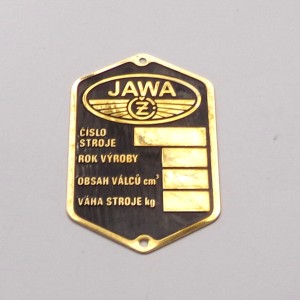 JAWA
ČZ
ČÍSLO
STROJE
ROK VÝROBY
OBSAH VÁLCŮ cm³
VÁHA STROJE kg